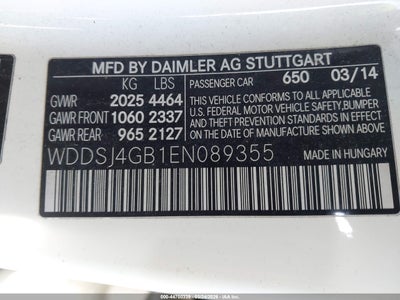 MFD BY DAIMLER AG STUTTGART
KG LBS PASSENGER CAR 650 03/14
GVWR 2025 4464
GAWR FRONT 1060 2337
GAWR REAR 965 2127
THIS VEHICLE CONFORMS TO ALL APPLICABLE
U.S. FEDERAL MOTOR VEHICLE SAFETY, BUMPER,
AND THEFT PREVENTION STANDARDS IN EFFECT
ON THE DATE OF MANUFACTURE SHOWN ABOVE.
WDDSJ4GB1EN089355
MADE IN HUNGARY